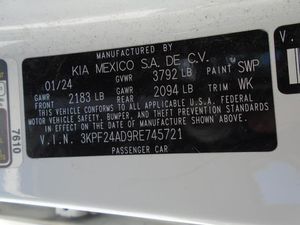 MANUFACTURED BY
KIA MEXICO S.A. DE C.V.
01/24 GVWR 3792 LB PAINT SWP
GAWR FRONT 2183 LB GAWR REAR 2094 LB TRIM WK
THIS VEHICLE CONFORMS TO ALL APPLICABLE U.S.A. FEDERAL
MOTOR VEHICLE SAFETY, BUMPER, AND THEFT PREVENTION STANDARDS
IN EFFECT ON THE DATE OF MANUFACTURE SHOWN ABOVE.
V.I.N. 3KPF24AD9RE745721
PASSENGER CAR
7610
V.I